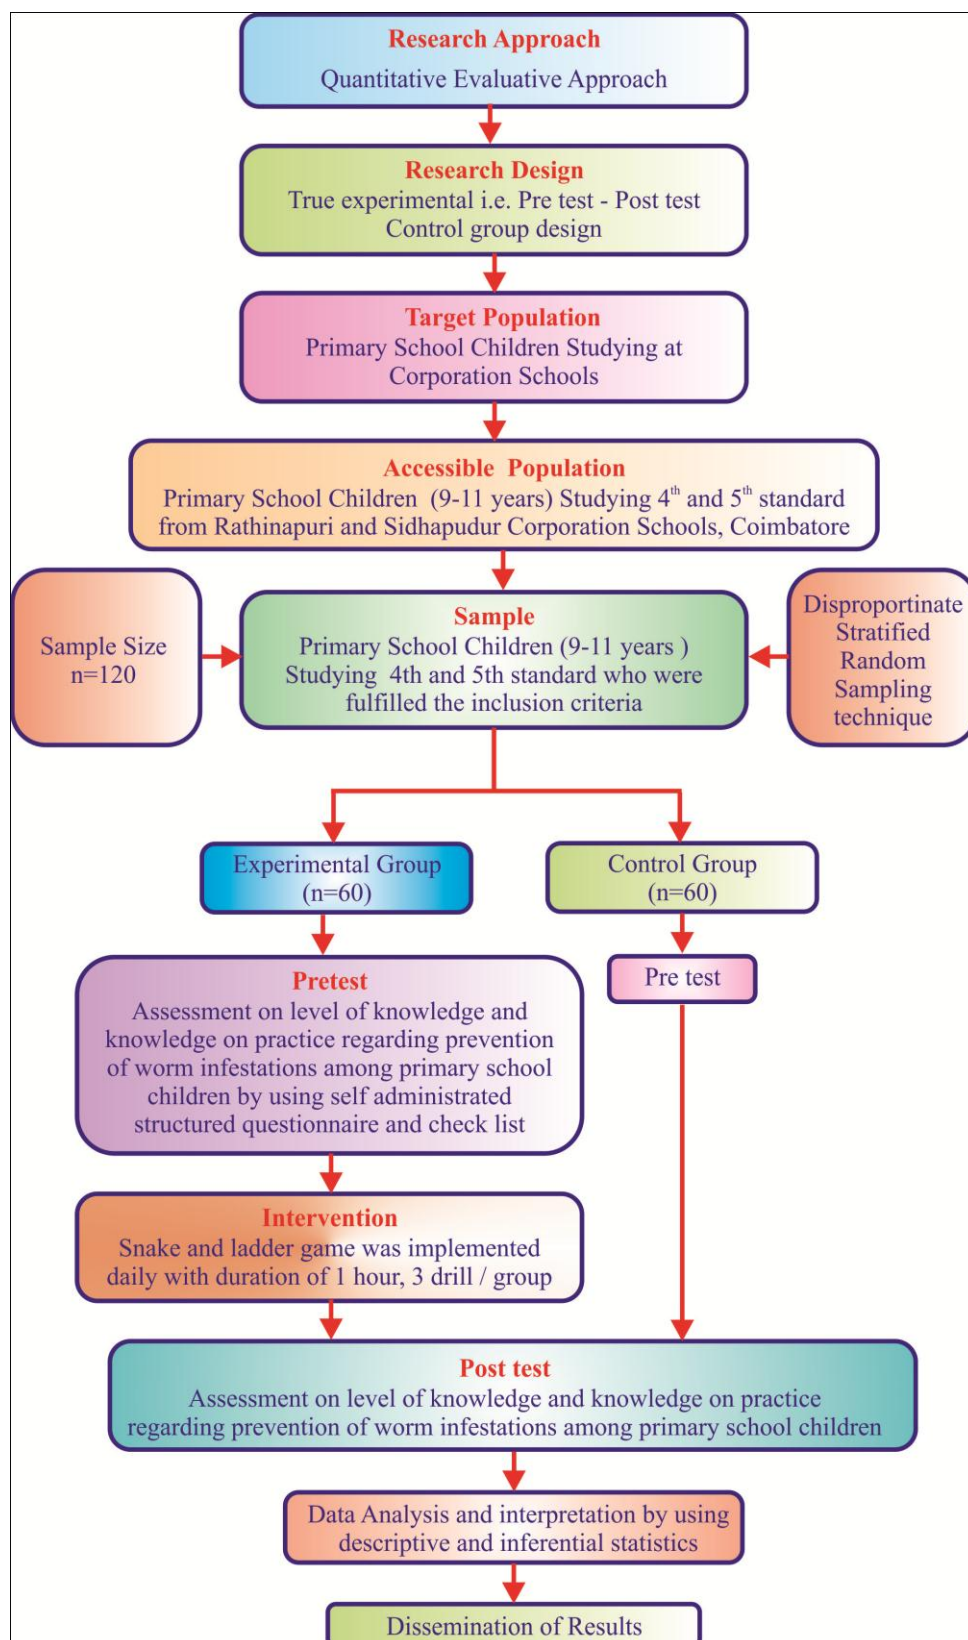 Research Approach
Quantitative Evaluative Approach
Research Design
True experimental i.e. Pre test - Post test
Control group design
Target Population
Primary School Children Studying at
Corporation Schools
Accessible Population
Primary School Children (9-11 years) Studying 4th and 5th standard
from Rathinapuri and Sidhapudur Corporation Schools, Coimbatore
Sample Size
n=120
Sample
Primary School Children (9-11 years )
Studying 4th and 5th standard who were
fulfilled the inclusion criteria
Disproportinate
Stratified
Random
Sampling
technique
Experimental Group
(n=60)
Control Group
(n=60)
Pretest
Assessment on level of knowledge and
knowledge on practice regarding prevention
of worm infestations among primary school
children by using self administrated
structured questionnaire and check list
Pre test
Intervention
Snake and ladder game was implemented
daily with duration of 1 hour, 3 drill / group
Post test
Assessment on level of knowledge and knowledge on practice
regarding prevention of worm infestations among primary school children
Data Analysis and interpretation by using
descriptive and inferential statistics
Dissemination of Results